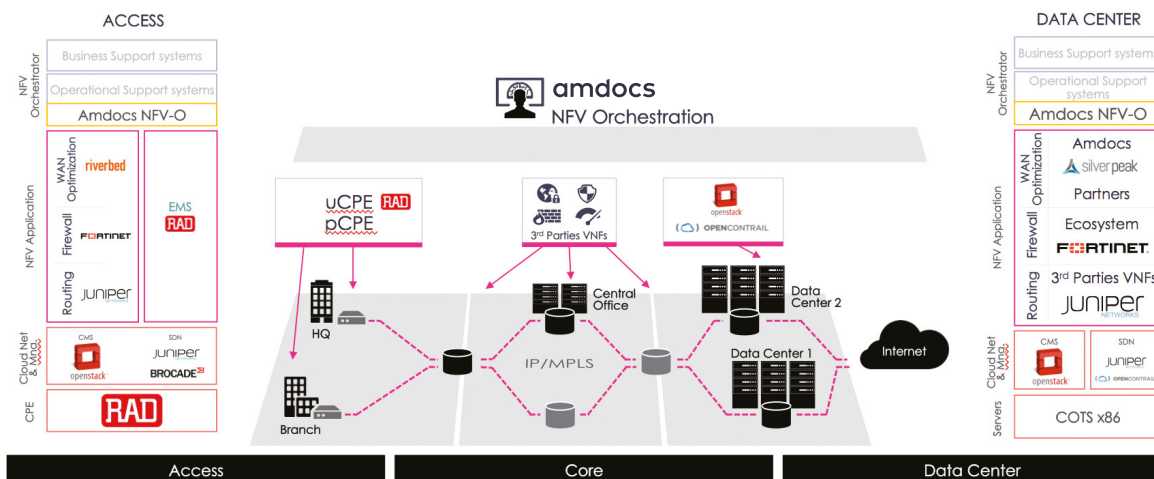 ACCESS
NFV
Orchestrator
Business Support systems
Operational Support systems
Amdocs NFV-O
NFV Application
WAN
Optimization
riverbed
Firewall
FORTINET
Routing
JUNIPER
NETWORKS
EMS
RAD
Cloud Net
& Mng
CMS
openstack
SDN
JUNIPER
BROCADE
CPE
RAD
amdocs
NFV Orchestration
uCPE RAD
pCPE
3rd Parties VNFs
openstack
OPENCONTRAIL
HQ
Branch
Central
Office
IP/MPLS
Data
Center 2
Data Center 1
Internet
DATA CENTER
NFV
Orchestrator
Business Support system
Operational Support
systems
Amdocs NFV-O
NFV Application
WAN
Optimization
Amdocs
silver peak
Partners
Firewall
Ecosystem
FORTINET
Routing
3rd Parties VNFs
JUNIPER
NETWORKS
Cloud Net
& Mng
CMS
openstack
SDN
JUNIPER
OPENCONTRAIL
Servers
COTS x86
Access
Core
Data Center